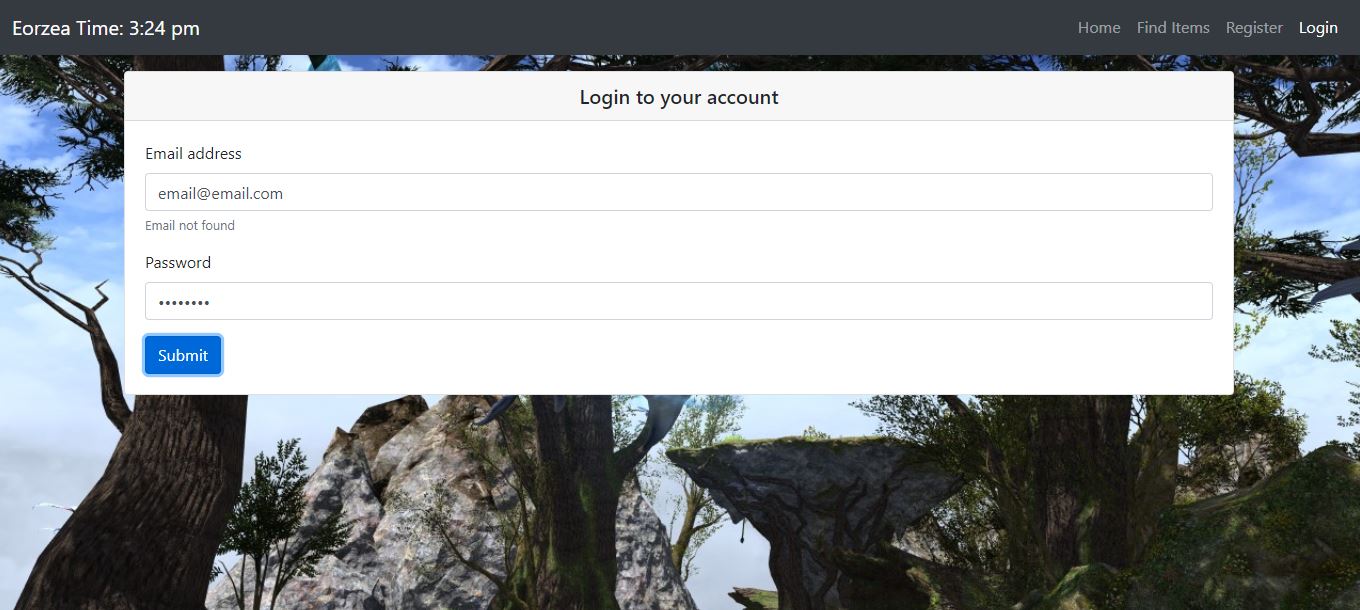 Eorzea Time: 3:24 pm
Home Find Items Register Login
Login to your account
Email address
email@email.com
Email not found
Password
••••••••
Submit